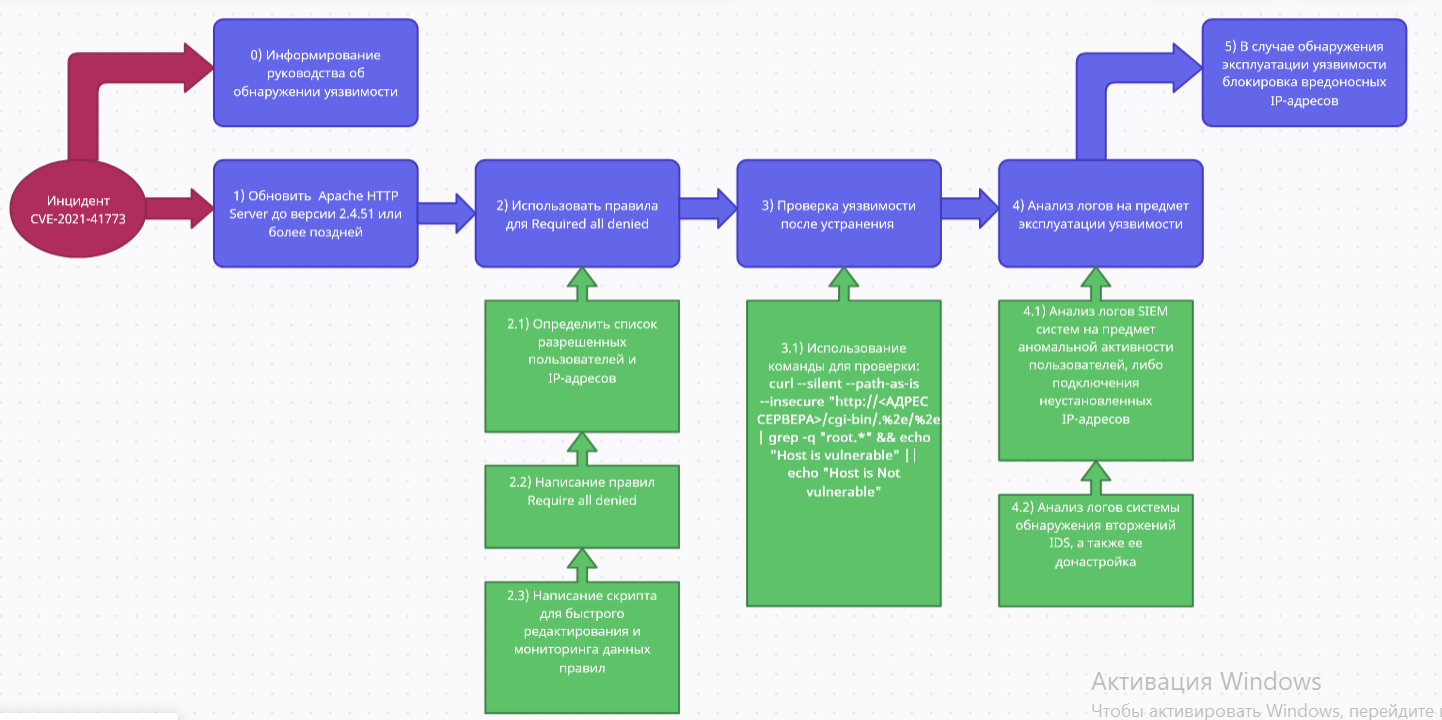 0) Информирование
руководства об
обнаружении уязвимости
5) В случае обнаружения
эксплуатации уязвимости
блокировка вредоносных
IP-адресов
Инцидент
CVE-2021-41773
1) Обновить Apache HTTP
Server до версии 2.4.51 или
более поздней
2) Использовать правила
для Required all denied
3) Проверка уязвимости
после устранения
4) Анализ логов на предмет
эксплуатации уязвимости
2.1) Определить список
разрешенных
пользователей и
IP-адресов
2.2) Написание правил
Require all denied
2.3) Написание скрипта
для быстрого
редактирования и
мониторинга данных
правил
3.1) Использование
команды для проверки:
curl --silent --path-as-is
--insecure "http://<АДРЕС
СЕРВЕРА>/cgi-bin/.%2e/%2e
| grep -q "root.*" && echo
"Host is vulnerable" ||
echo "Host is Not
vulnerable"
4.1) Анализ логов SIEM
систем на предмет
аномальной активности
пользователей, либо
подключения
неустановленных
IP-адресов
4.2) Анализ логов системы
обнаружения вторжений
IDS, а также ее
донастройка
Активация Windows
Чтобы активировать Windows, перейдите